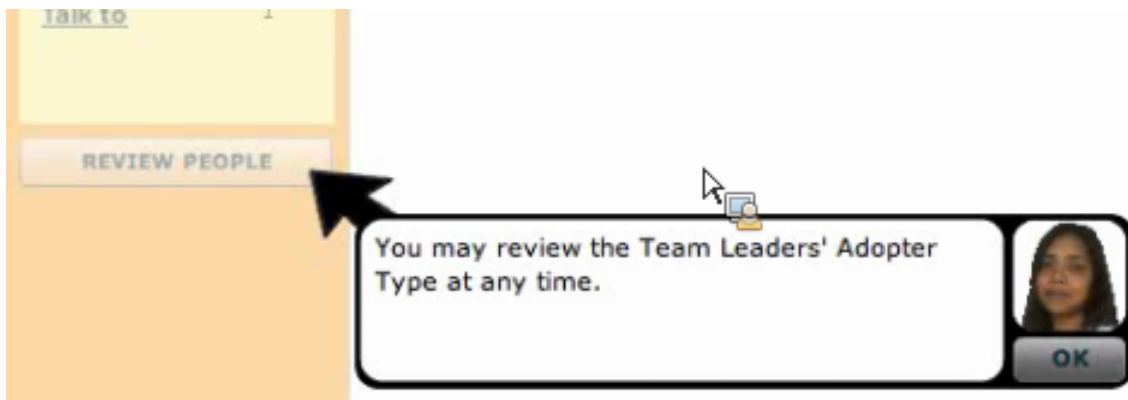 Talk to
REVIEW PEOPLE
You may review the Team Leaders' Adopter
Type at any time.
OK